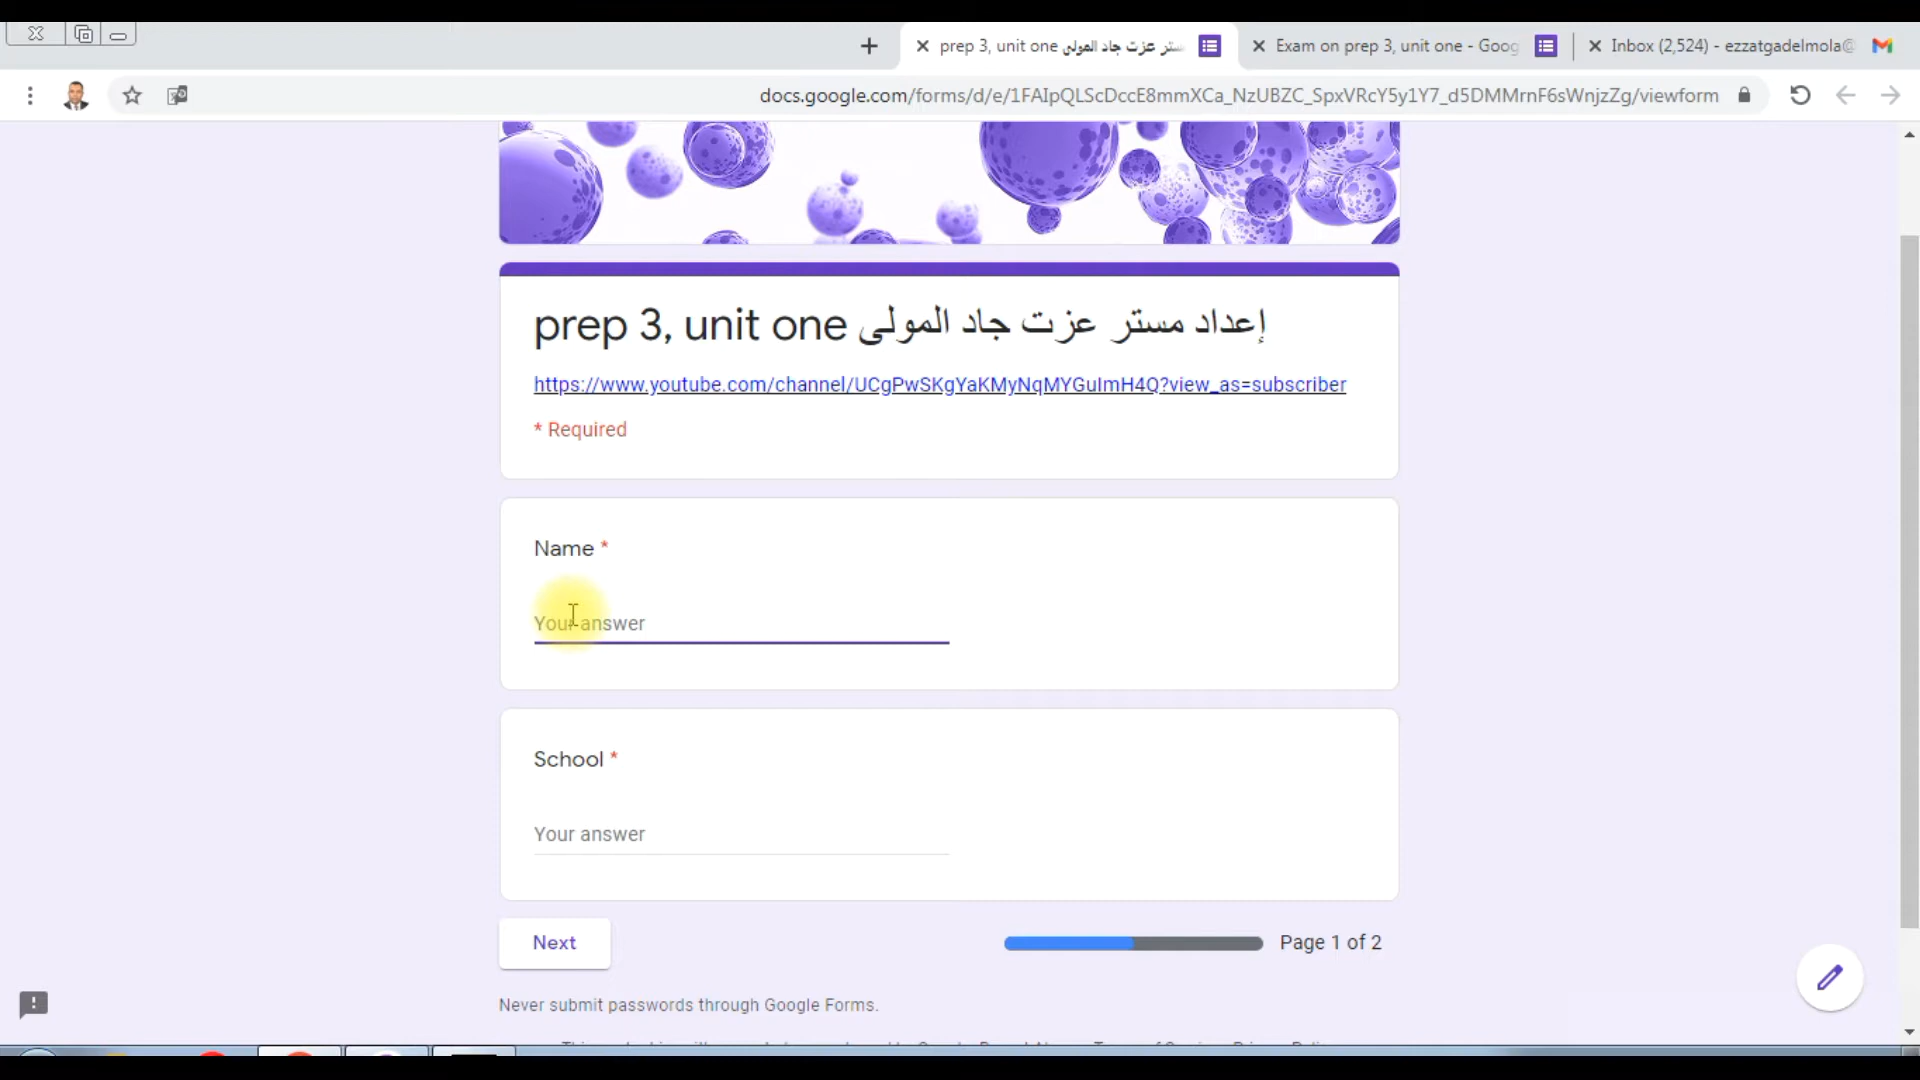 prep 3, unit one مستر عزت جاد المولى
Exam on prep 3, unit one - Goog
Inbox (2,524) - ezzatgadelmola@
docs.google.com/forms/d/e/1FAIpQLScDccE8mmXCa_NzUBZC_SpxVRcY5y1Y7_d5DMMrnF6sWnjzZg/viewform
prep 3, unit one إعداد مستر عزت جاد المولى
https://www.youtube.com/channel/UCgPwSKgYaKMyNqMYGuImH4Q?view_as=subscriber
* Required
Name *
Your answer
School *
Your answer
Next
Page 1 of 2
Never submit passwords through Google Forms.